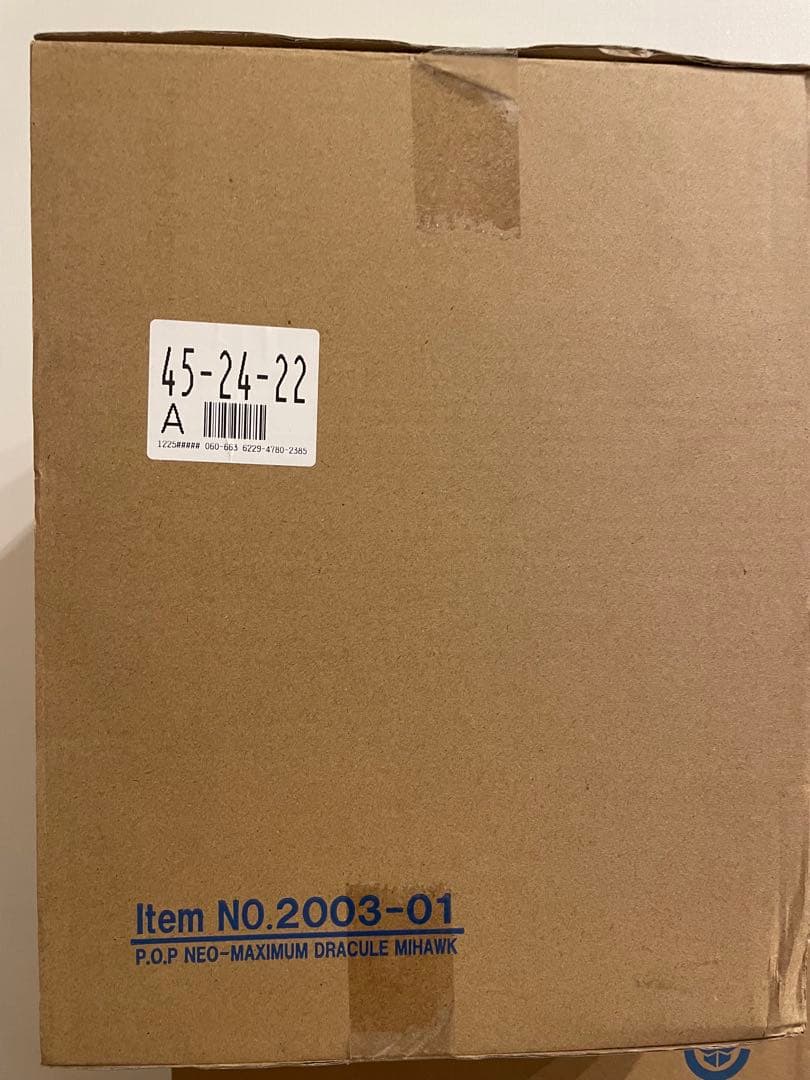 45-24-22
A
1225##### 060-663 6229-4780-2385
Item NO.2003-01
P.O.P NEO-MAXIMUM DRACULE MIHAWK